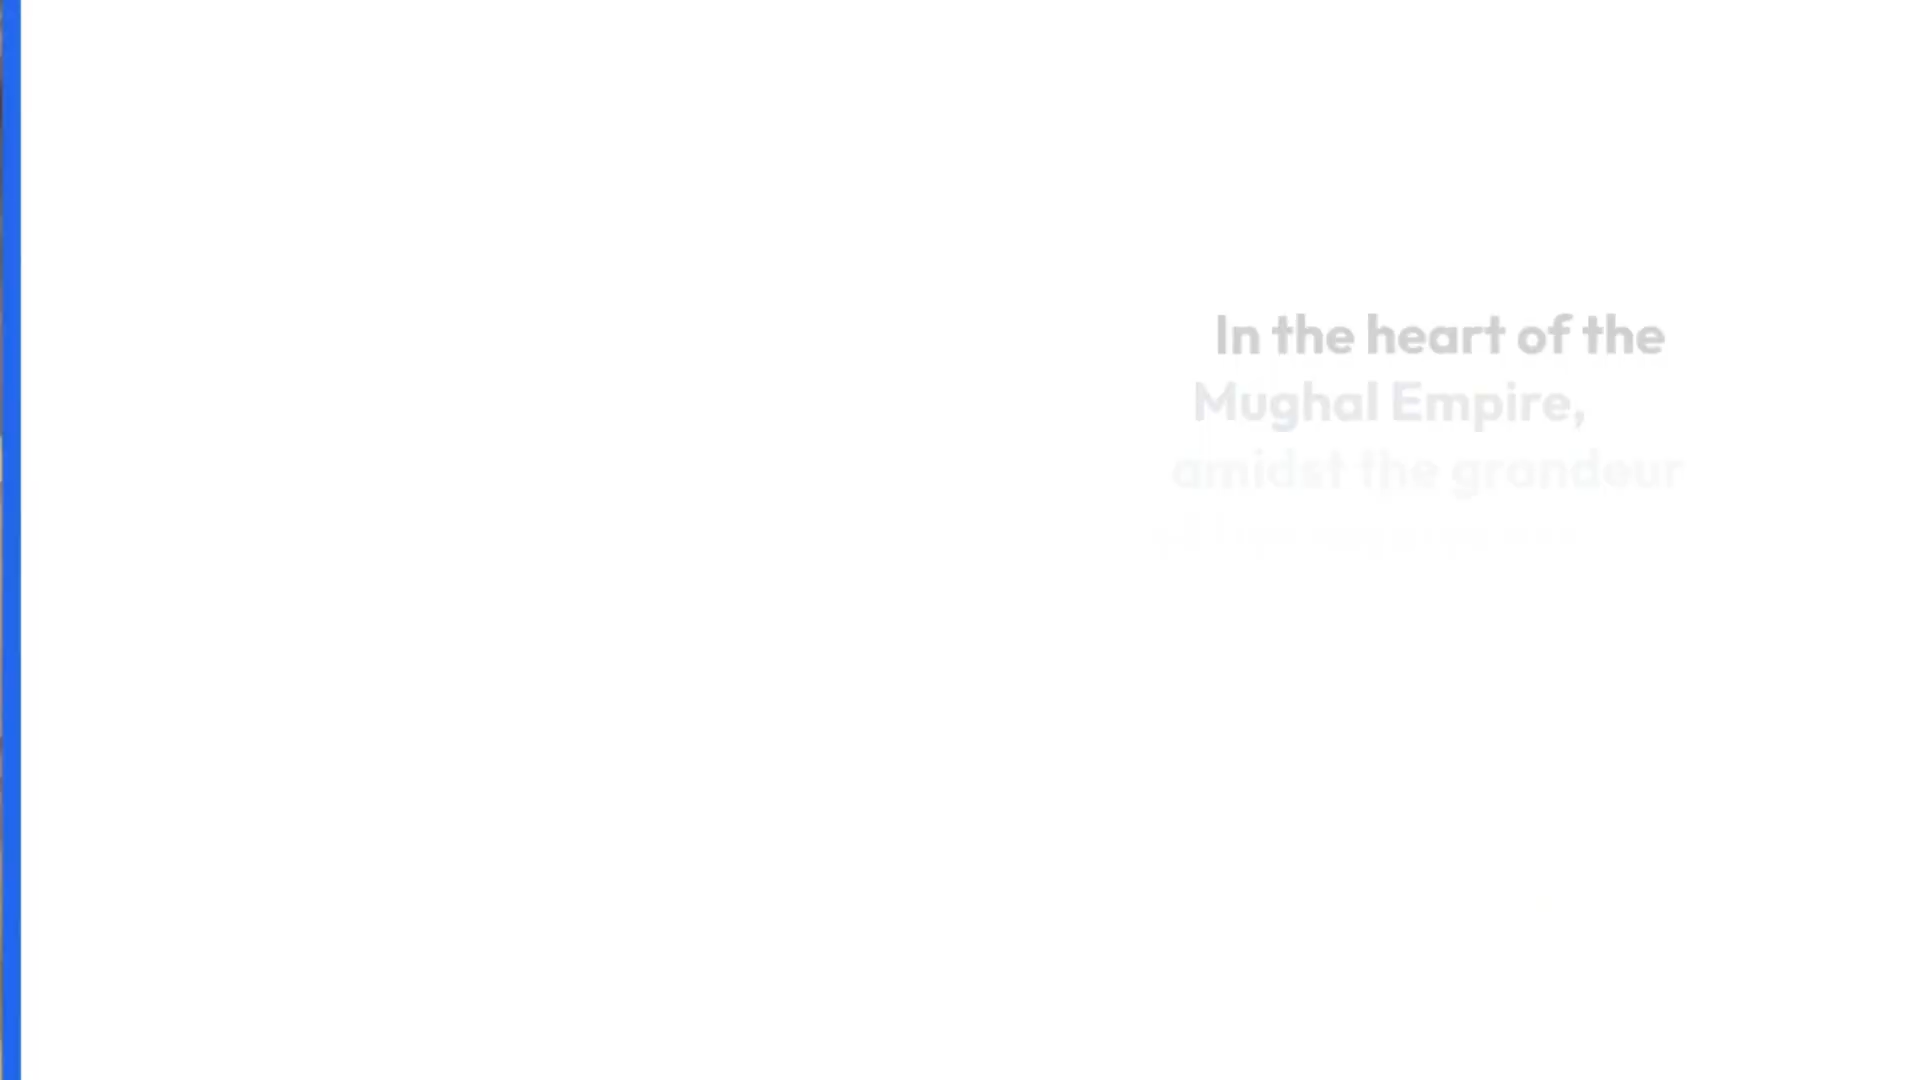 In the heart of the
Mughal Empire,
amidst the grandeur